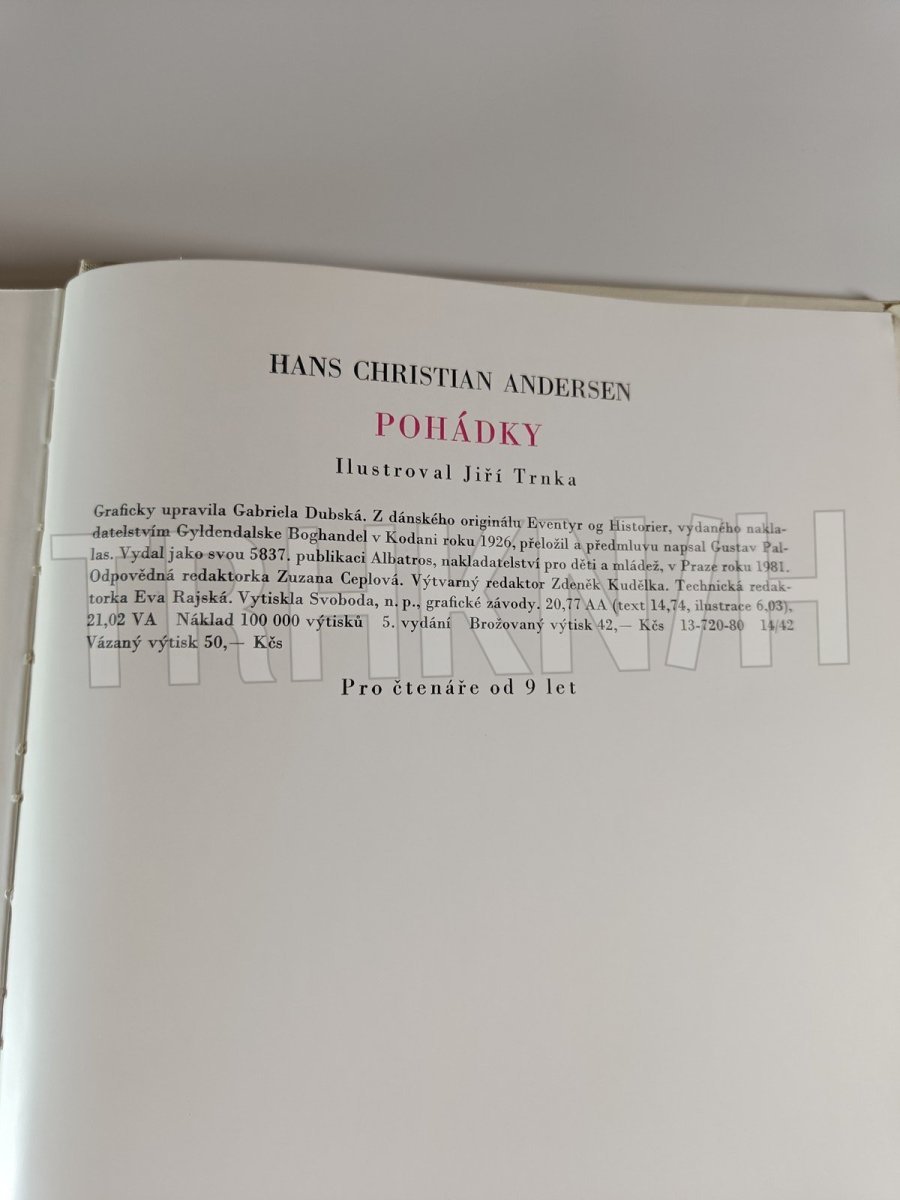 HANS CHRISTIAN ANDERSEN
POHÁDKY
Ilustroval Jiří Trnka
Graficky upravila Gabriela Dubská. Z dánského originálu Eventyr og Historier, vydaného nakla-
datelstvím Gyldendalske Boghandel v Kodani roku 1926, přeložil a předmluvu napsal Gustav Pal-
las. Vydal jako svou 5837. publikaci Albatros, nakladatelství pro děti a mládež, v Praze roku 1981.
Odpovědná redaktorka Zuzana Ceplová. Výtvarný redaktor Zdeněk Kudělka. Technická redak-
torka Eva Rajská. Vytiskla Svoboda, n. p., grafické závody. 20,77 AA (text 14,74, ilustrace 6,03),
21,02 VA Náklad 100 000 výtisků 5. vydání Brožovaný výtisk 42,— Kčs 13-720-80 14/42
Vázaný výtisk 50,— Kčs
Pro čtenáře od 9 let
TRHKNIH